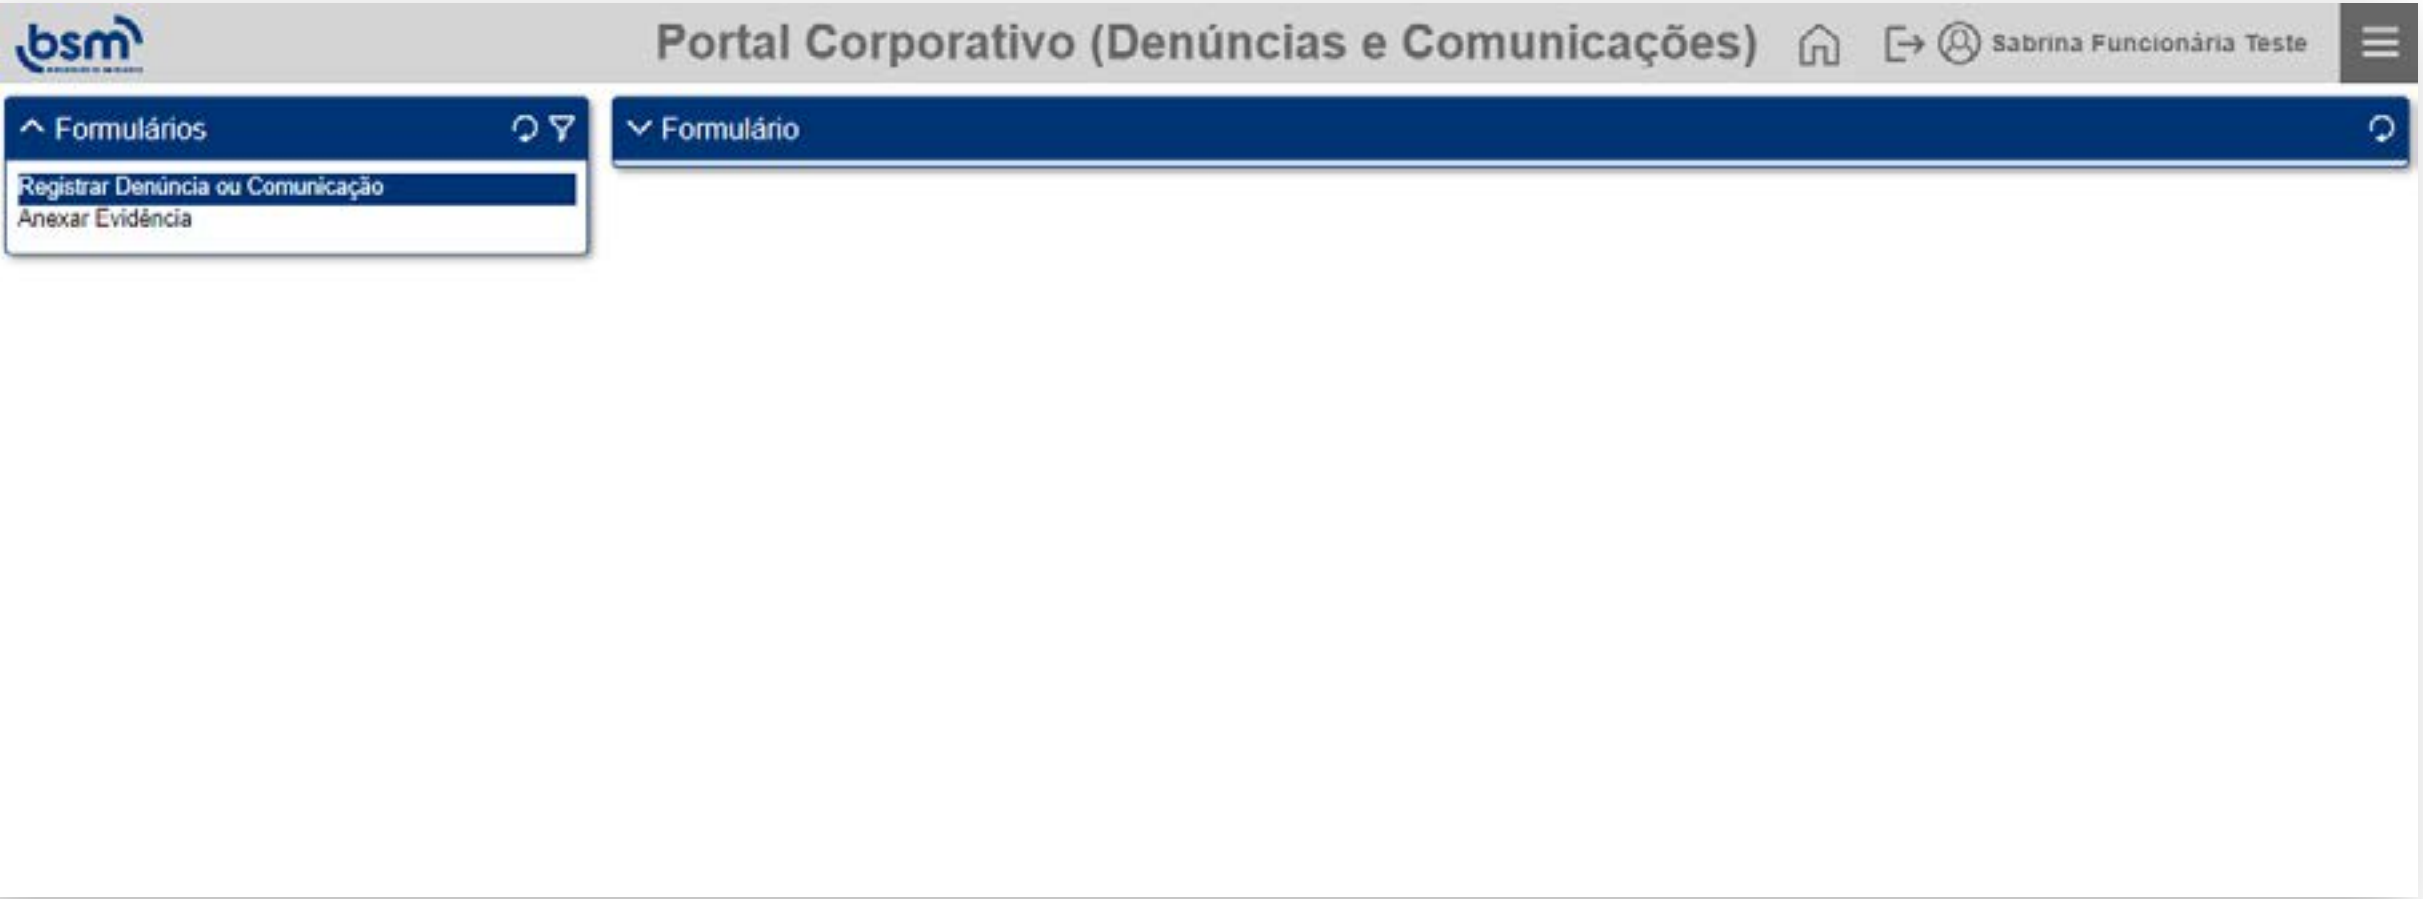 bsm
Portal Corporativo (Denúncias e Comunicações)
Sabrina Funcionária Teste
Formulários
Registrar Denúncia ou Comunicação
Anexar Evidência
Formulário